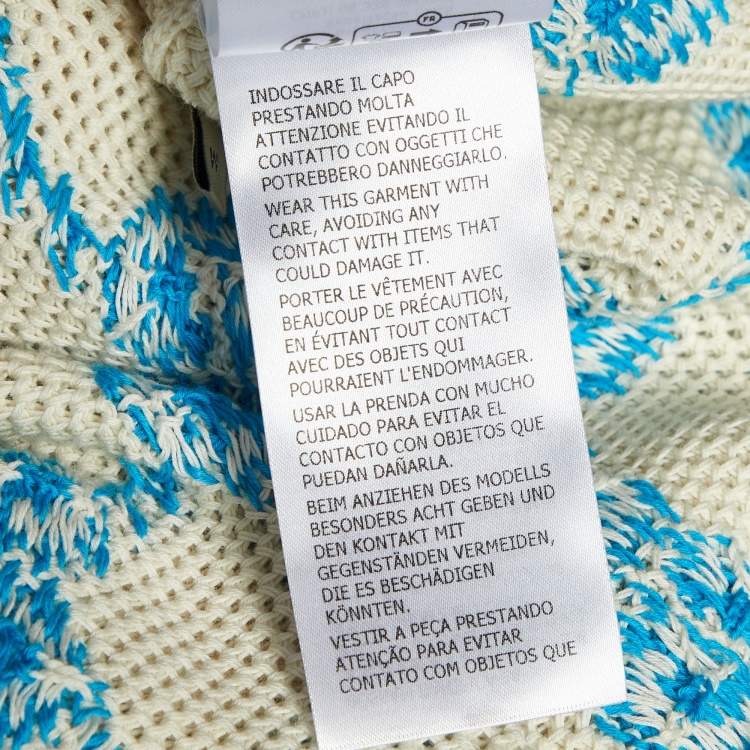 FR
INDOSSARE IL CAPO
PRESTANDO MOLTA
ATTENZIONE EVITANDO IL
CONTATTO CON OGGETTI CHE
POTREBBERO DANNEGGIARLO.
WEAR THIS GARMENT WITH
CARE, AVOIDING ANY
CONTACT WITH ITEMS THAT
COULD DAMAGE IT.
PORTER LE VÊTEMENT AVEC
BEAUCOUP DE PRÉCAUTION,
EN ÉVITANT TOUT CONTACT
AVEC DES OBJETS QUI
POURRAIENT L'ENDOMMAGER.
USAR LA PRENDA CON MUCHO
CUIDADO PARA EVITAR EL
CONTACTO CON OBJETOS QUE
PUEDAN DAÑARLA.
BEIM ANZIEHEN DES MODELLS
BESONDERS ACHT GEBEN UND
DEN KONTAKT MIT
GEGENSTÄNDEN VERMEIDEN,
DIE ES BESCHÄDIGEN
KÖNNTEN.
VESTIR A PEÇA PRESTANDO
ATENÇÃO PARA EVITAR
CONTATO COM OBJETOS QUE